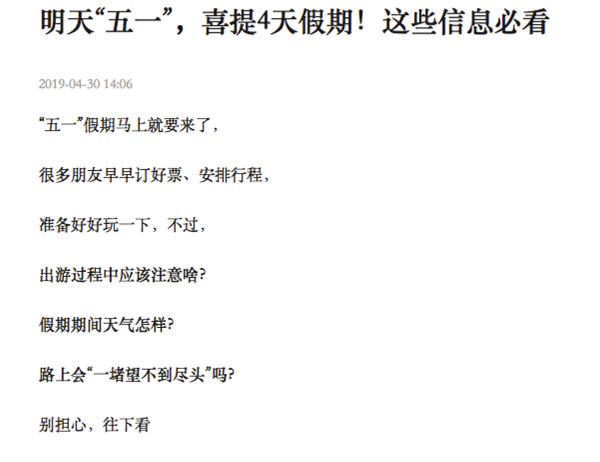 明天“五一”，喜提4天假期！这些信息必看
2019-04-30 14:06
“五一”假期马上就要来了，
很多朋友早早订好票、安排行程，
准备好好玩一下，不过，
出游过程中应该注意啥?
假期期间天气怎样?
路上会“一堵望不到尽头”吗?
别担心，往下看